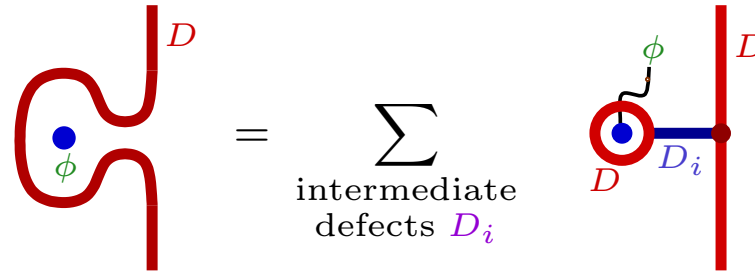 D
ϕ
=
∑
intermediate
defects D_i
ϕ
D
D_i
D